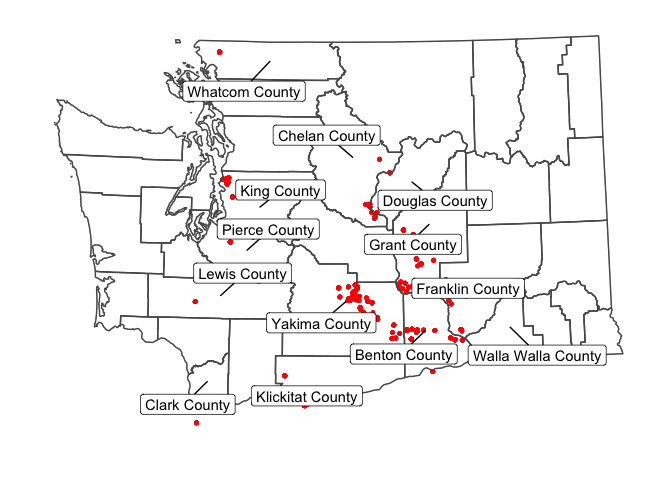 Whatcom County
Chelan County
King County
Douglas County
Pierce County
Grant County
Lewis County
Franklin County
Yakima County
Benton County
Walla Walla County
Klickitat County
Clark County